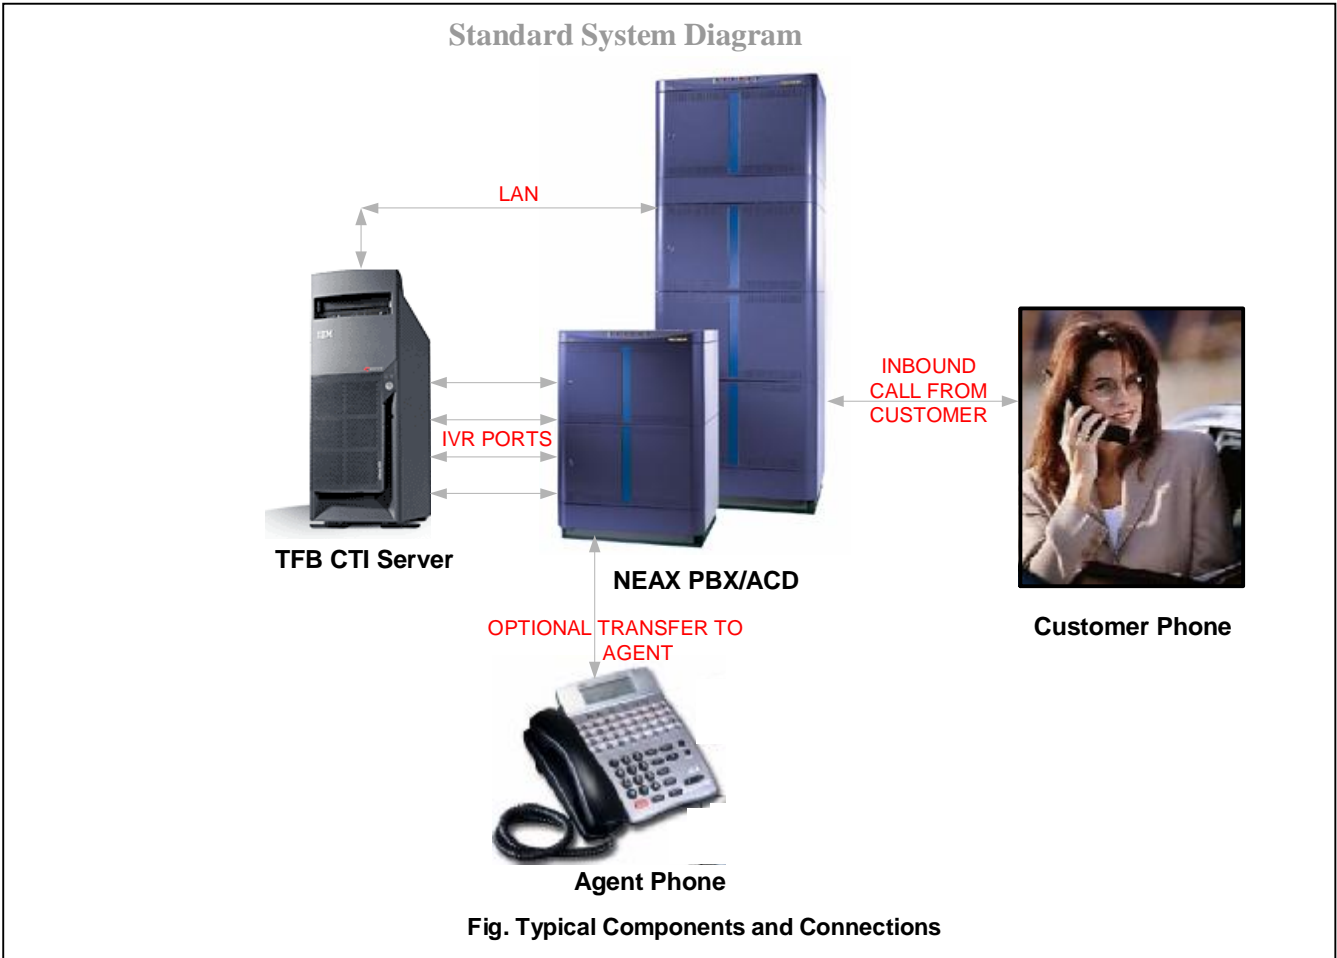 Standard System Diagram
LAN
IBM
INBOUND
CALL FROM
CUSTOMER
IVR PORTS
TFB CTI Server
NEAX PBX/ACD
OPTIONAL TRANSFER TO
AGENT
Customer Phone
Agent Phone
Fig. Typical Components and Connections